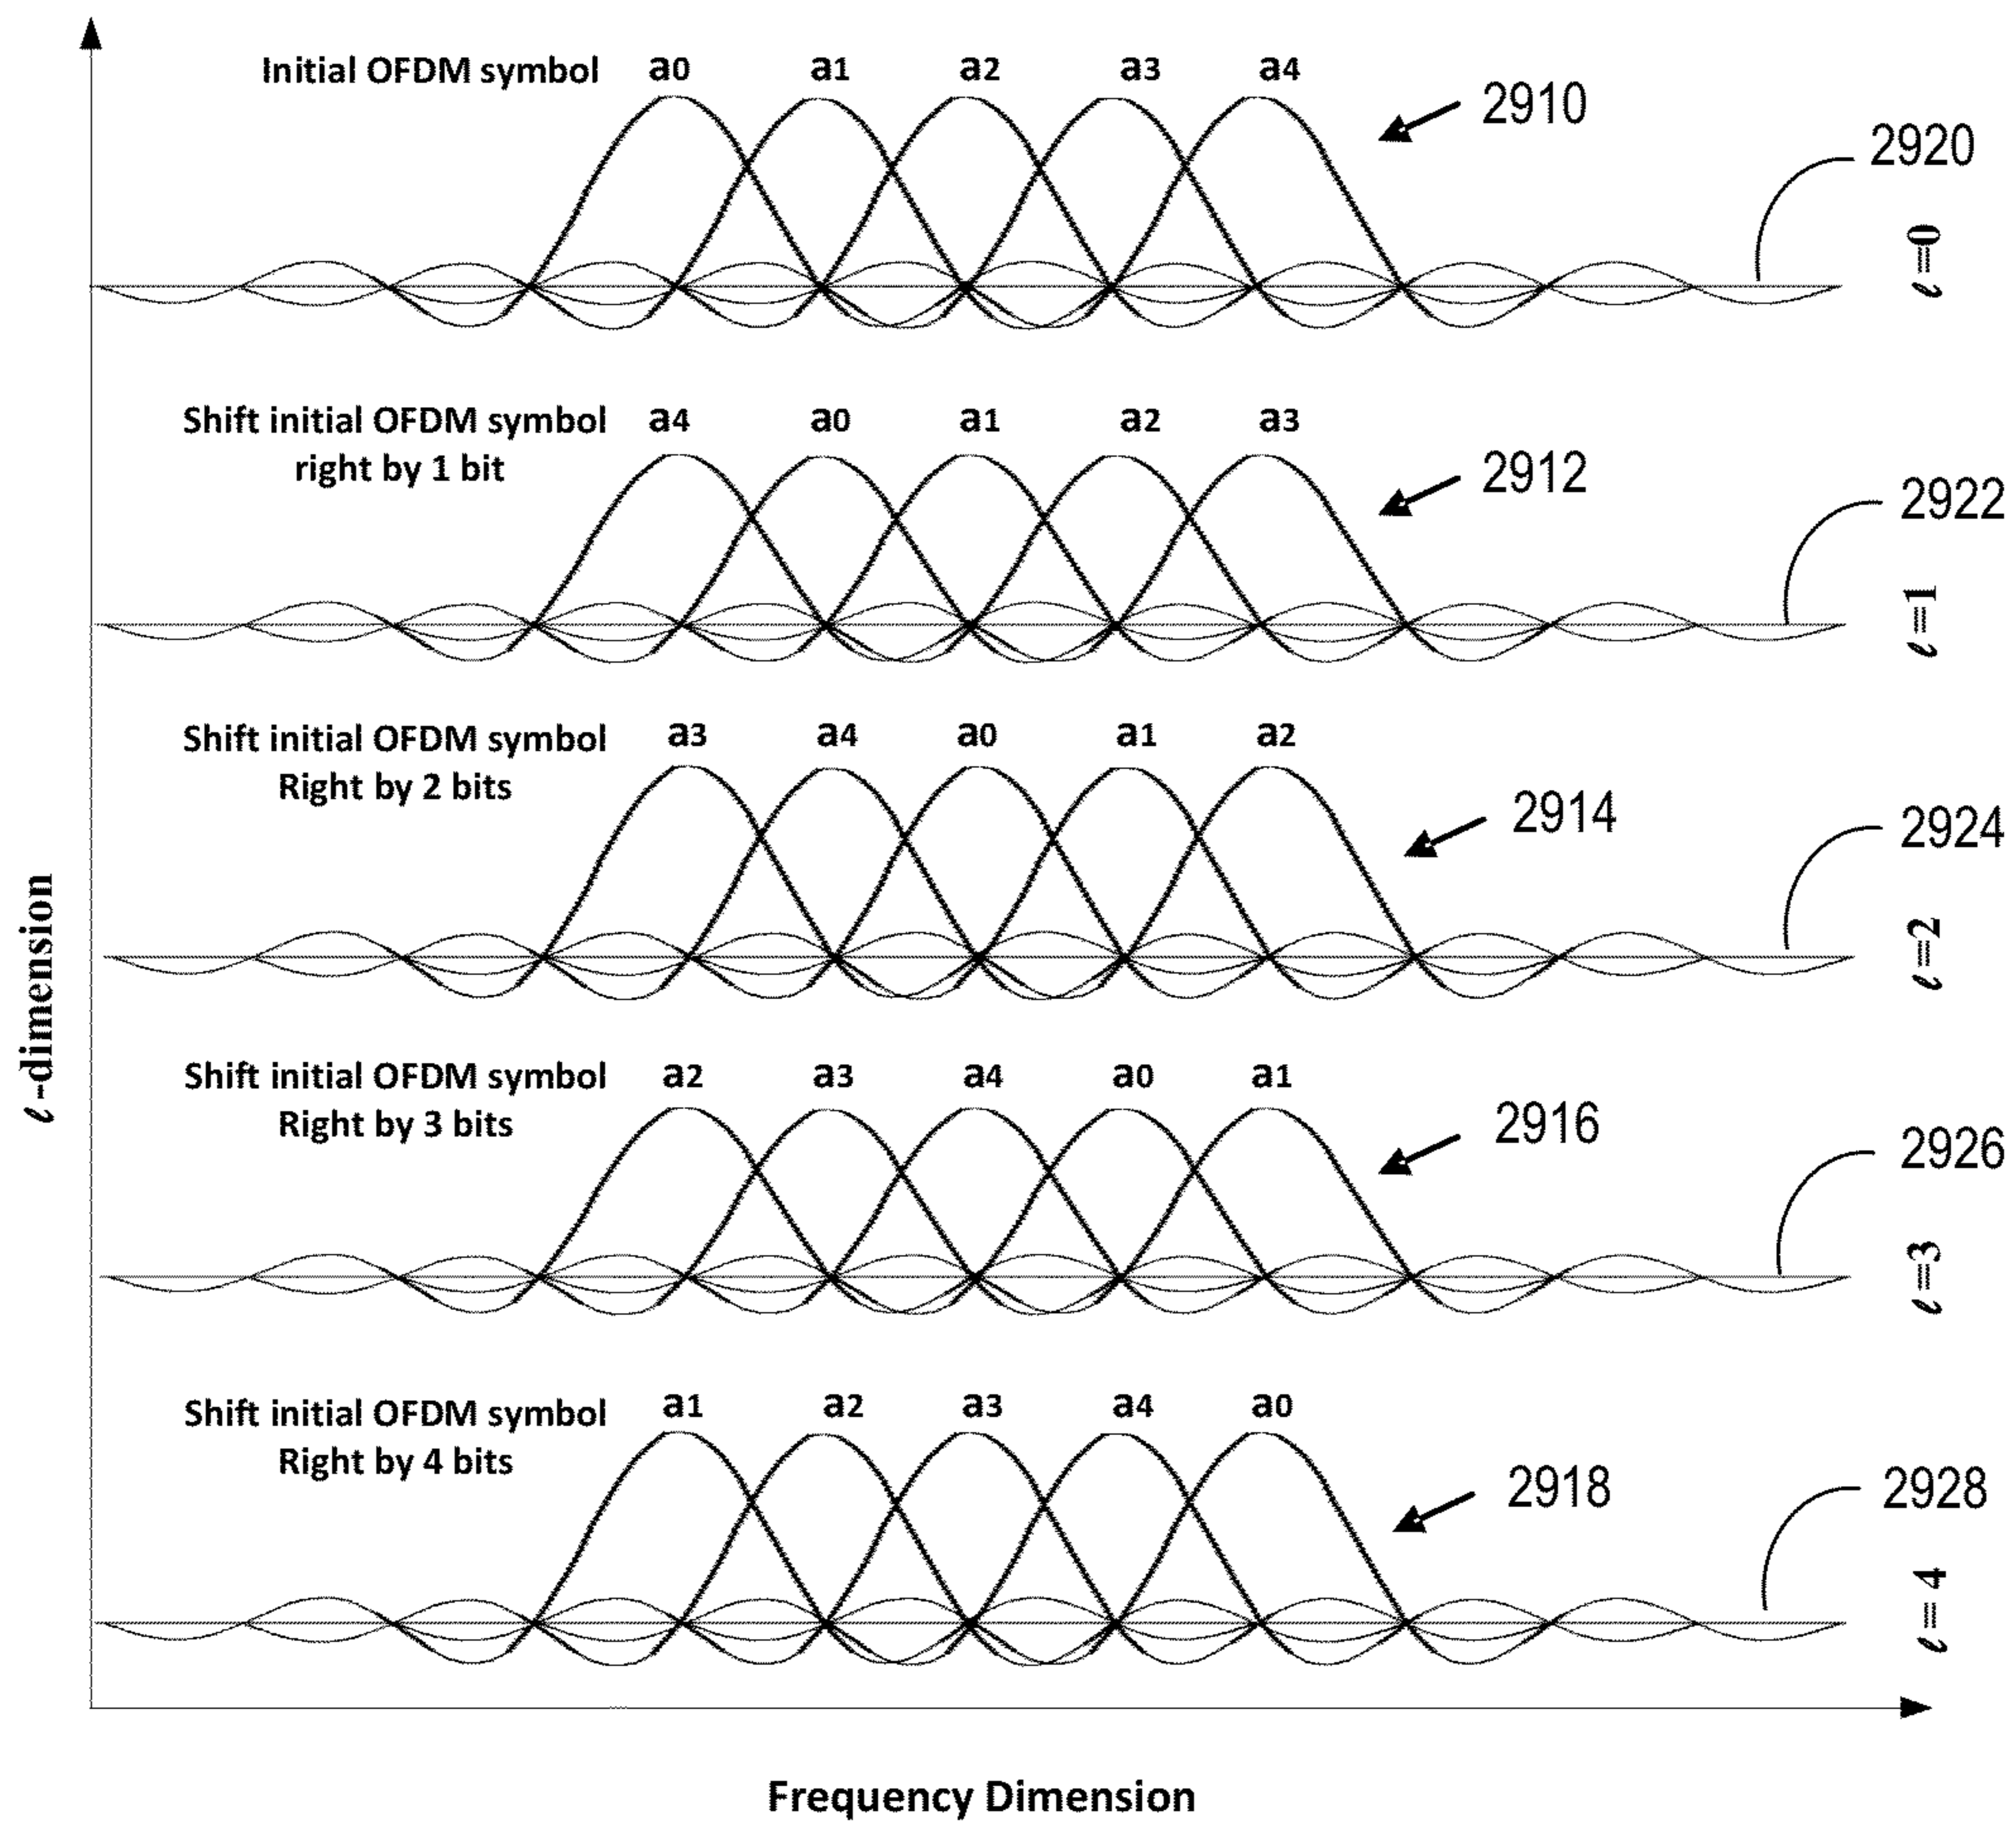 Initial OFDM symbol
a0 a1 a2 a3 a4
2910
2920
ℓ=0
Shift initial OFDM symbol
right by 1 bit
a4 a0 a1 a2 a3
2912
2922
ℓ=1
Shift initial OFDM symbol
Right by 2 bits
a3 a4 a0 a1 a2
2914
2924
ℓ=2
Shift initial OFDM symbol
Right by 3 bits
a2 a3 a4 a0 a1
2916
2926
ℓ=3
Shift initial OFDM symbol
Right by 4 bits
a1 a2 a3 a4 a0
2918
2928
ℓ=4
ℓ-dimension
Frequency Dimension